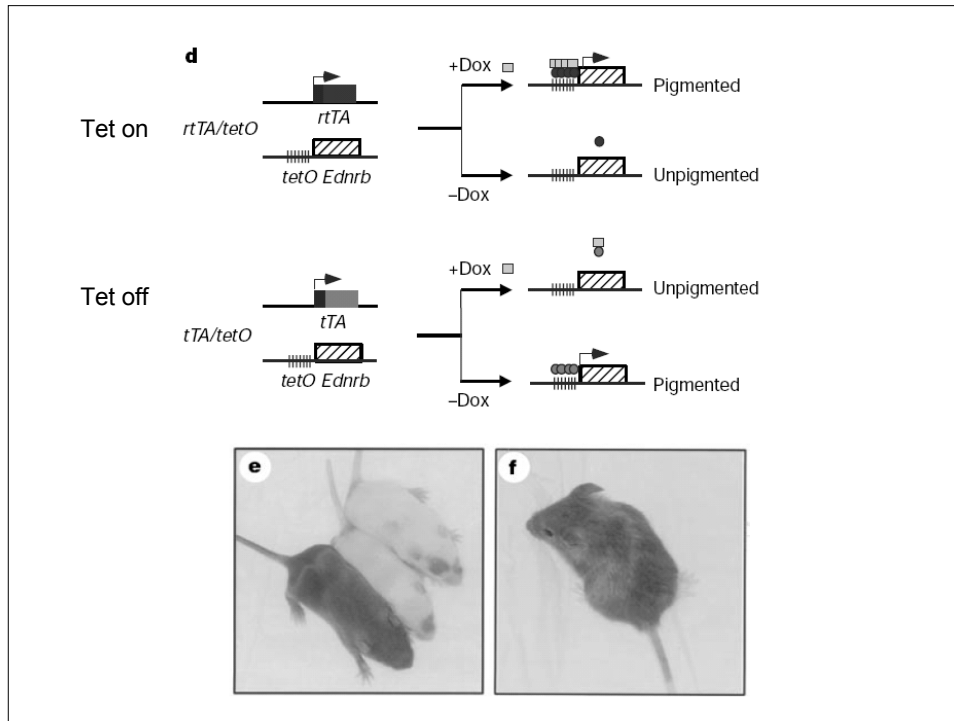 d
Tet on
rtTA/tetO
rtTA
tetO Ednrb
+Dox
Pigmented
–Dox
Unpigmented
Tet off
tTA/tetO
tTA
tetO Ednrb
+Dox
Unpigmented
–Dox
Pigmented
e
f